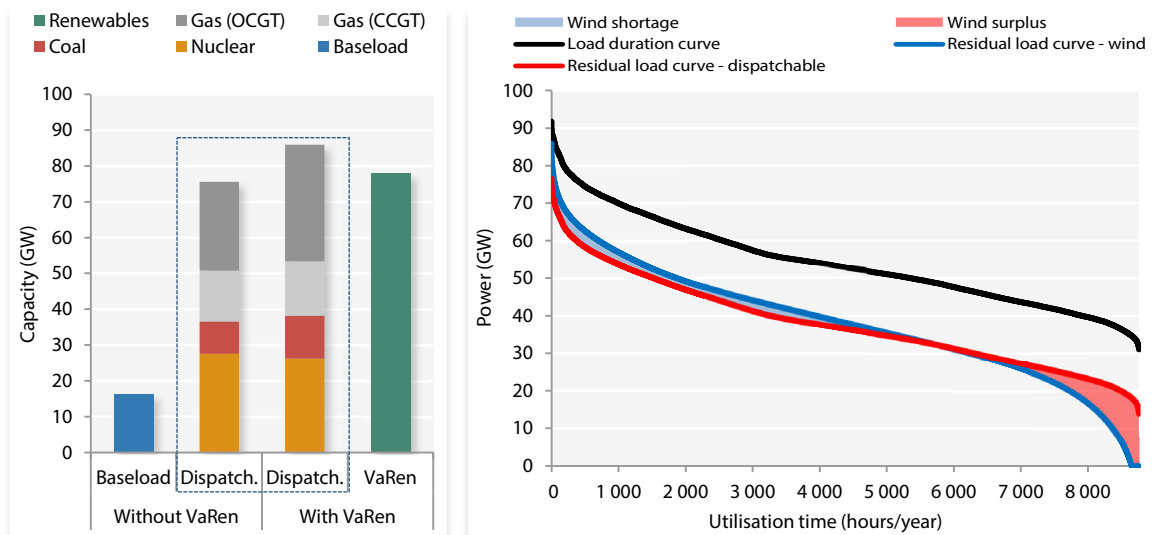 Renewables Gas (OCGT) Gas (CCGT)
Coal Nuclear Baseload
100
90
80
70
60
50
40
30
20
10
0
Capacity (GW)
Baseload Dispatch. Dispatch. VaRen
Without VaRen With VaRen
Wind shortage Wind surplus
Load duration curve Residual load curve - wind
Residual load curve - dispatchable
100
90
80
70
60
50
40
30
20
10
0
Power (GW)
0 1 000 2 000 3 000 4 000 5 000 6 000 7 000 8 000
Utilisation time (hours/year)